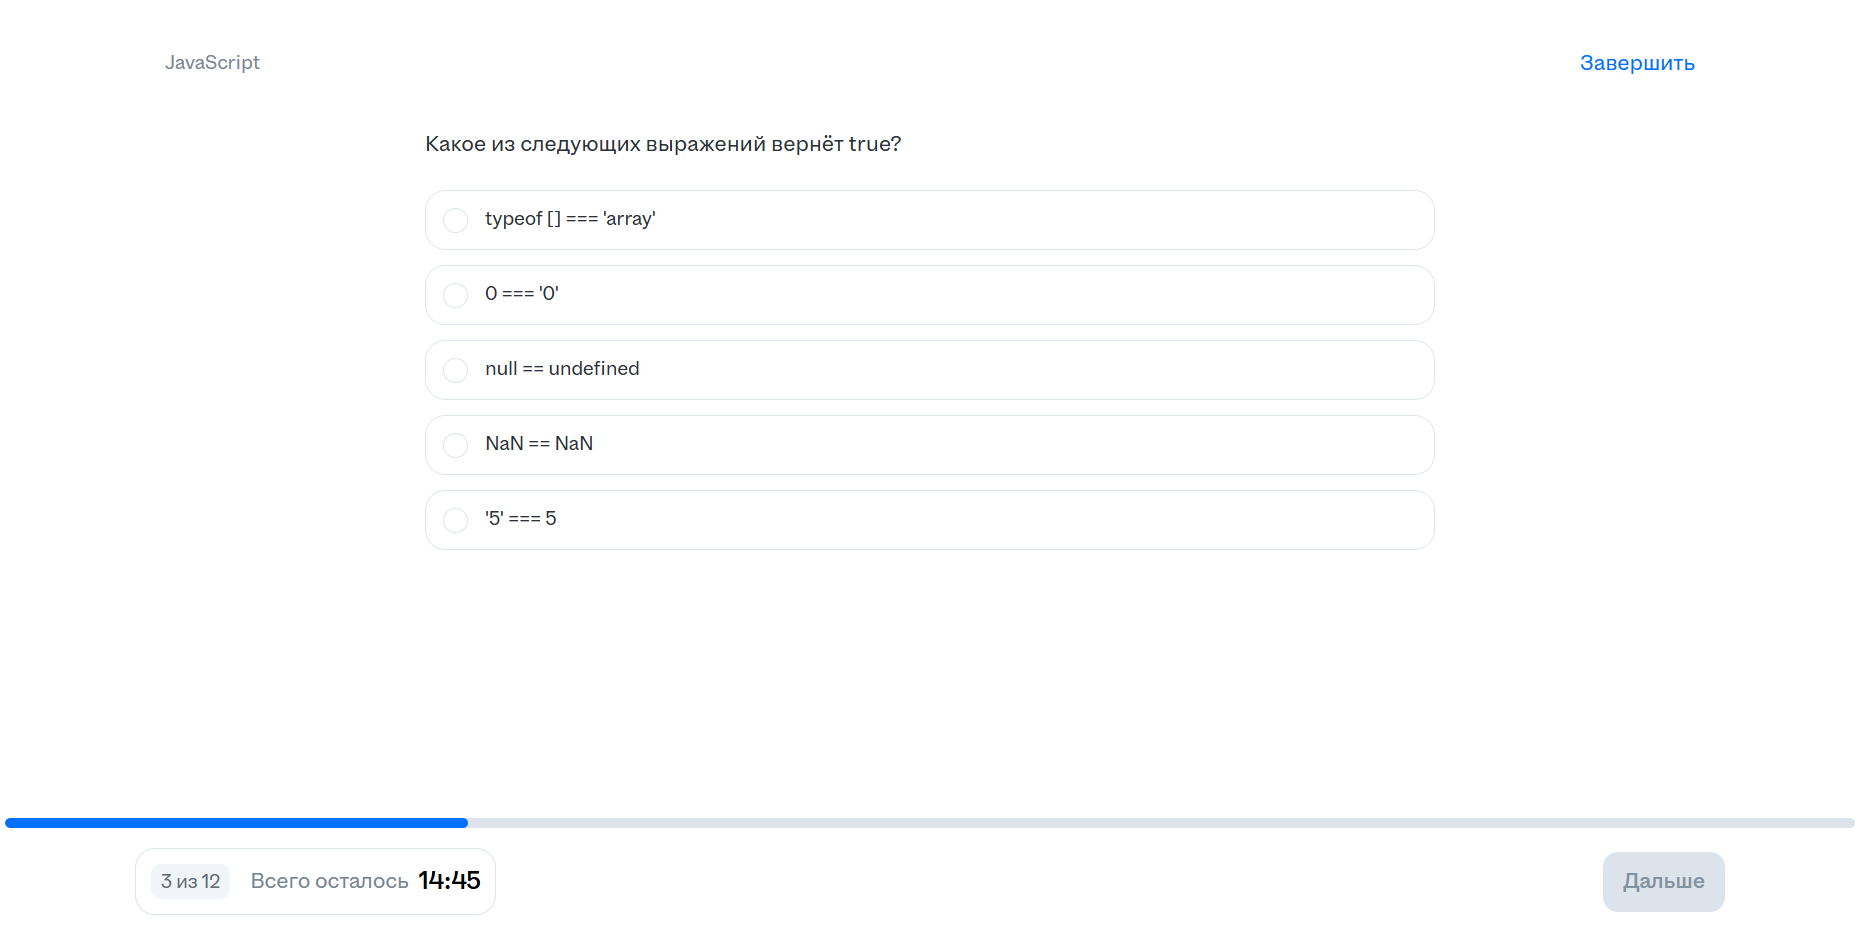 JavaScript
Завершить
Какое из следующих выражений вернёт true?
typeof [] === 'array'
0 === '0'
null == undefined
NaN == NaN
'5' === 5
3 из 12
Всего осталось 14:45
Дальше